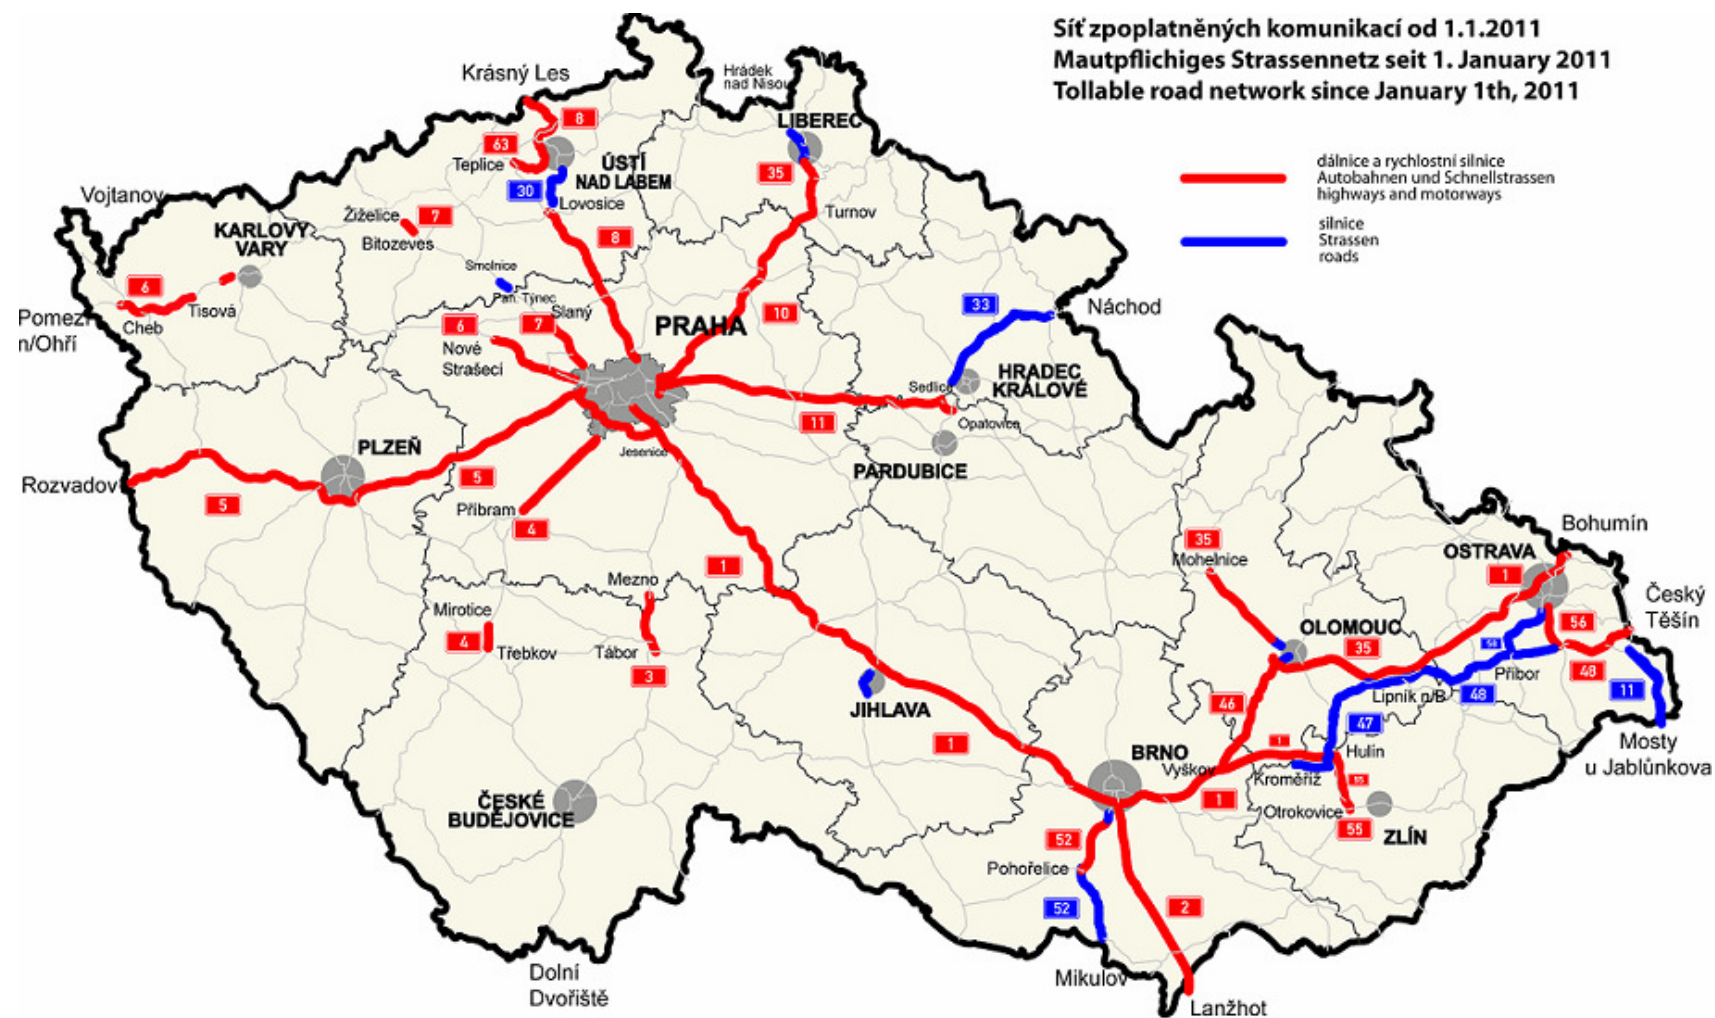 Síť zpoplatněných komunikací od 1.1.2011
Mautpflichiges Strassennetz seit 1. January 2011
Tollable road network since January 1th, 2011
dálnice a rychlostní silnice
Autobahnen und Schnellstrassen
highways and motorways
silnice
Strassen
roads
Krásný Les
Hrádek
nad Nisou
LIBEREC
8
63
Teplice
ÚSTÍ
NAD LABEM
30
Lovosice
35
Turnov
Vojtanov
Žiželice
7
Bitozeves
KARLOVY
VARY
8
Smolnice
Pan. Týnec
6
Tisová
Cheb
Pomezí
n/Ohří
Slaný
7
6
Nové
Strašecí
PRAHA
10
33
Náchod
HRADEC
KRÁLOVÉ
Sedlice
11
Opatovice
PARDUBICE
Jesenice
PLZEŇ
Rozvadov
5
5
Příbram
4
1
Mezno
Mirotice
4
Třebkov
Tábor
3
35
Mohelnice
Bohumín
OSTRAVA
1
Český
Těšín
56
OLOMOUC
35
58
Příbor
48
48
11
Lipník n/B
46
47
JIHLAVA
1
1
Hulín
BRNO
Vyškov
Kroměříž
55
1
Otrokovice
55
ZLÍN
Mosty
u Jablůnkova
ČESKÉ
BUDĚJOVICE
52
Pohořelice
52
2
Mikulov
Lanžhot
Dolní
Dvořiště